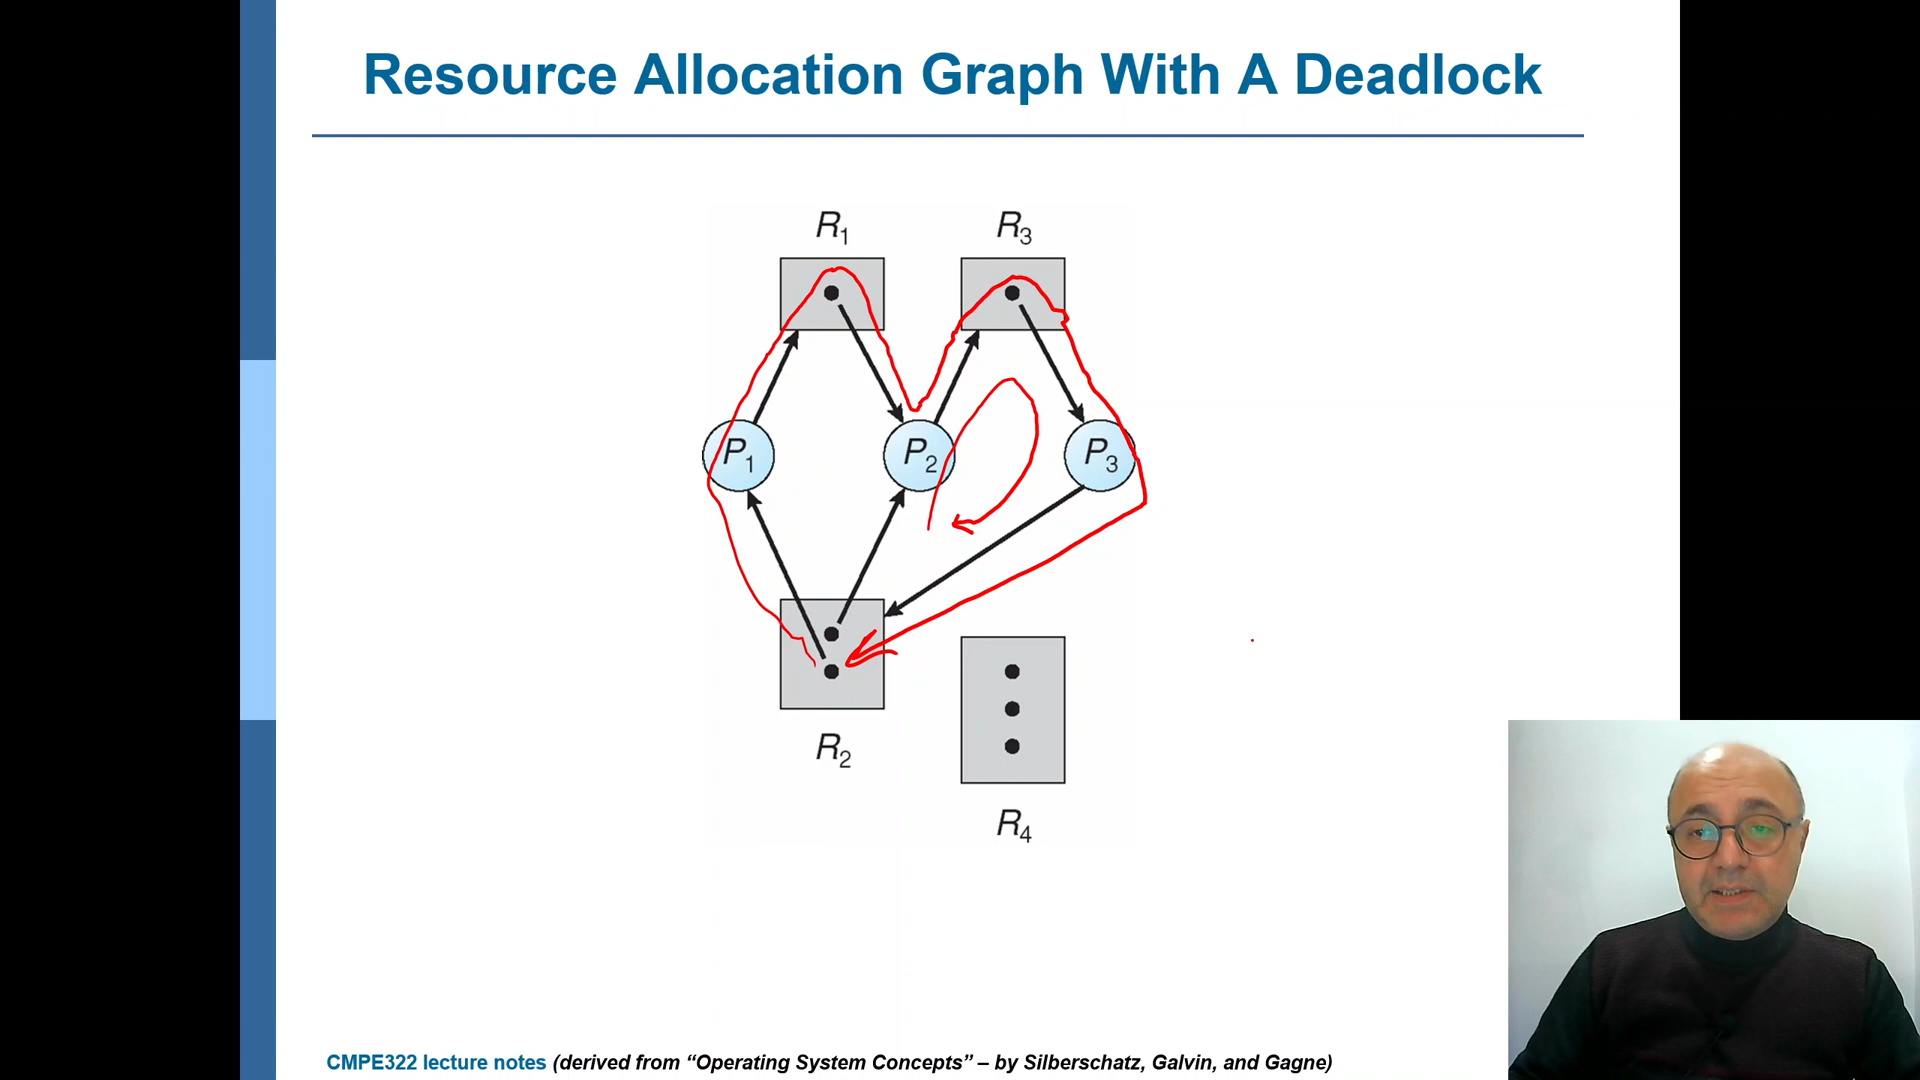 Resource Allocation Graph With A Deadlock
R₁ R₃
P₁ P₂ P₃
R₂
R₄
CMPE322 lecture notes (derived from “Operating System Concepts” – by Silberschatz, Galvin, and Gagne)